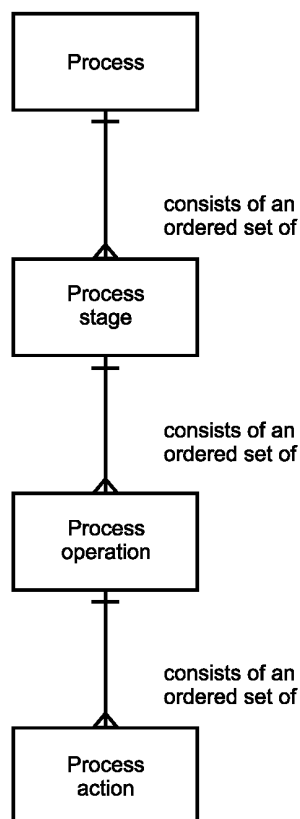 Process
consists of an
ordered set of
Process
stage
consists of an
ordered set of
Process
operation
consists of an
ordered set of
Process
action